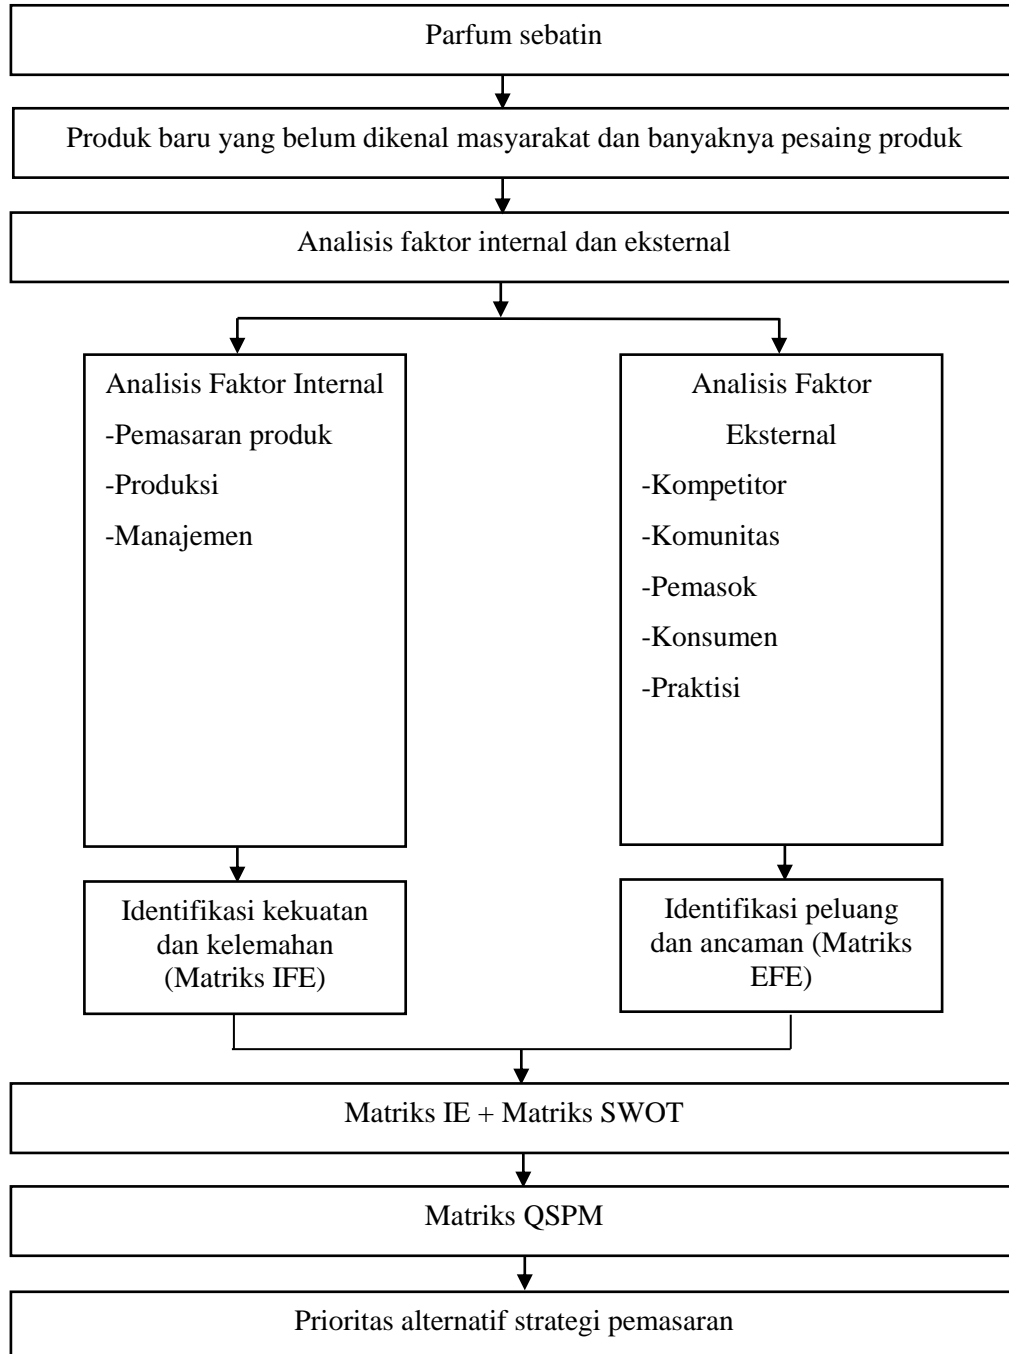 Parfum sebatin
Produk baru yang belum dikenal masyarakat dan banyaknya pesaing produk
Analisis faktor internal dan eksternal
Analisis Faktor Internal
-Pemasaran produk
-Produksi
-Manajemen
Analisis Faktor
Eksternal
-Kompetitor
-Komunitas
-Pemasok
-Konsumen
-Praktisi
Identifikasi kekuatan
dan kelemahan
(Matriks IFE)
Identifikasi peluang
dan ancaman (Matriks
EFE)
Matriks IE + Matriks SWOT
Matriks QSPM
Prioritas alternatif strategi pemasaran